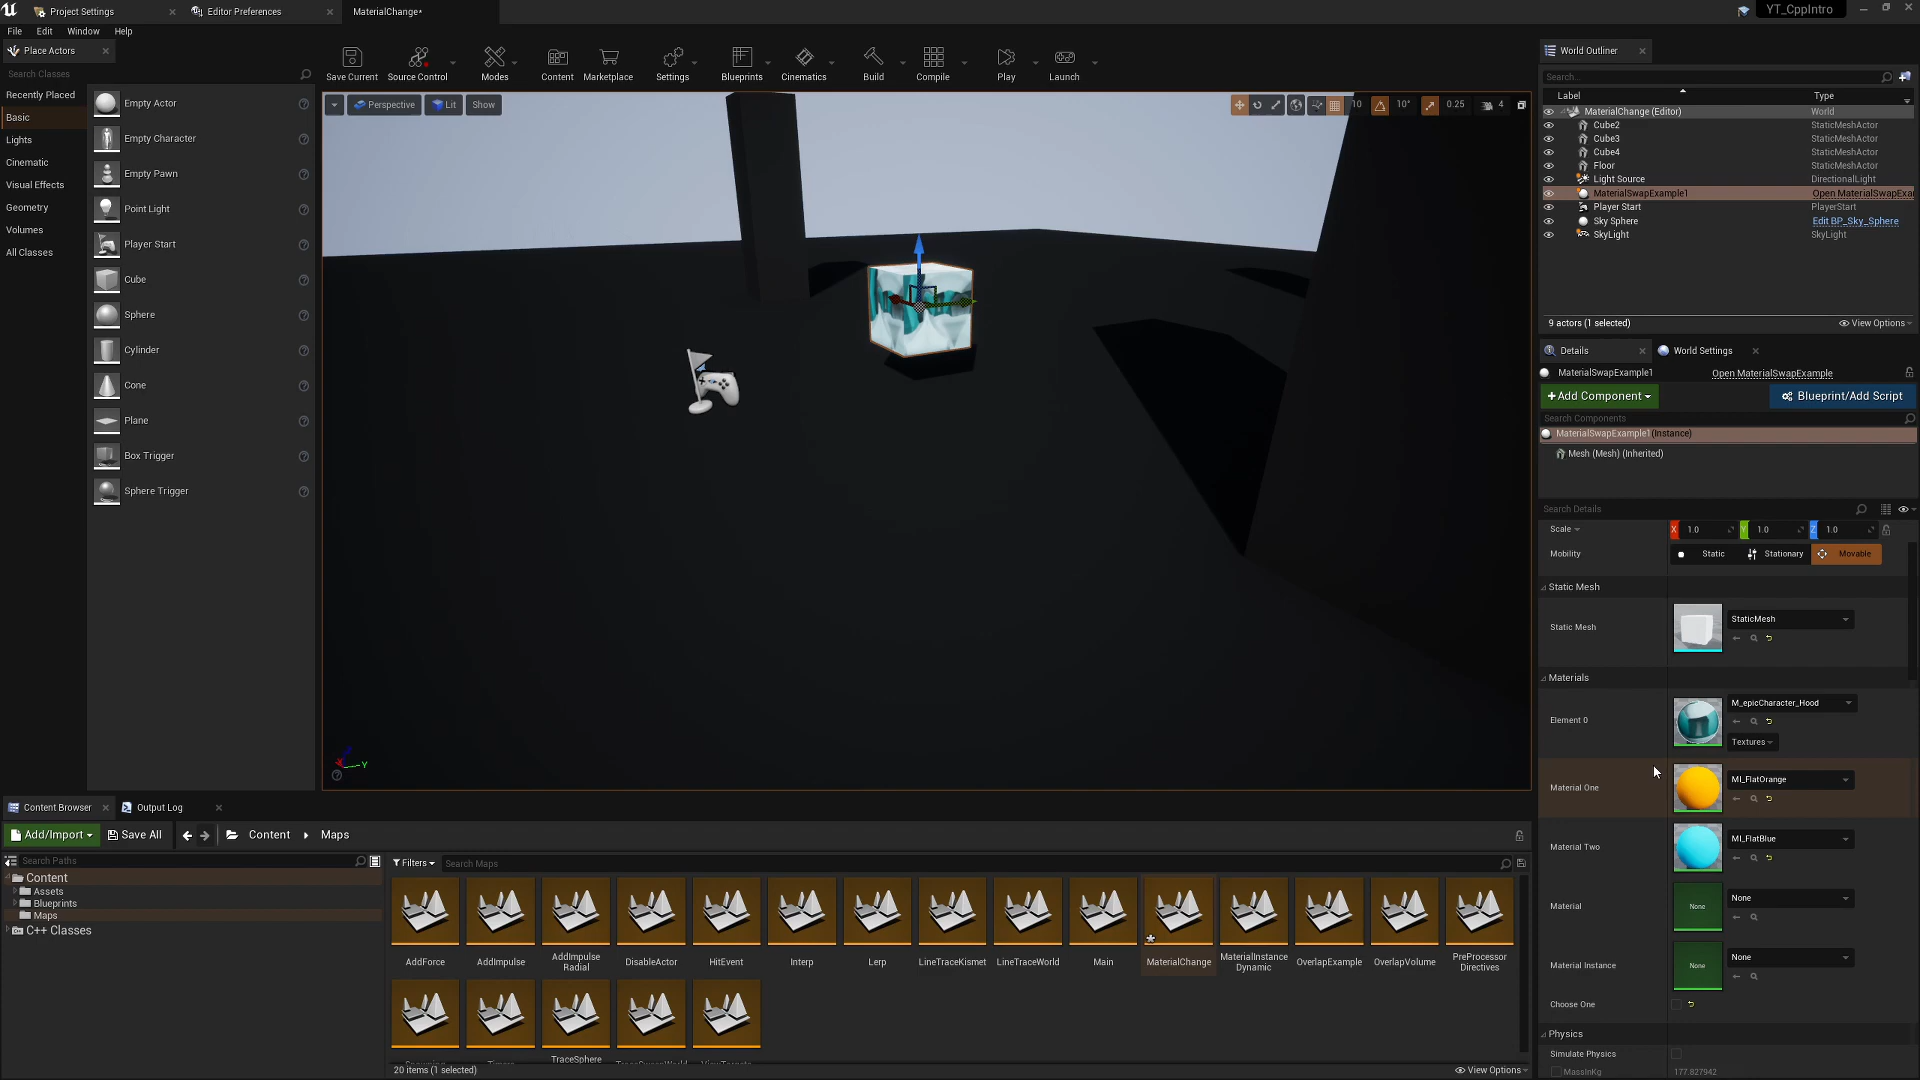 Project Settings
Editor Preferences
MaterialChange*
YT_CppIntro
File
Edit
Window
Help
Place Actors
Search Classes
Recently Placed
Basic
Lights
Cinematic
Visual Effects
Geometry
Volumes
All Classes
Empty Actor
Empty Character
Empty Pawn
Point Light
Player Start
Cube
Sphere
Cylinder
Cone
Plane
Box Trigger
Sphere Trigger
Save Current
Source Control
Modes
Content
Marketplace
Settings
Blueprints
Cinematics
Build
Compile
Play
Launch
Perspective
Lit
Show
10
10°
0.25
4
World Outliner
Search...
Label
Type
MaterialChange (Editor)
World
Cube2
StaticMeshActor
Cube3
StaticMeshActor
Cube4
StaticMeshActor
Floor
StaticMeshActor
Light Source
DirectionalLight
MaterialSwapExample1
Open MaterialSwapExa
Player Start
PlayerStart
Sky Sphere
Edit BP_Sky_Sphere
SkyLight
SkyLight
9 actors (1 selected)
View Options
Details
World Settings
MaterialSwapExample1
Open MaterialSwapExample
+Add Component
Blueprint/Add Script
Search Components
MaterialSwapExample1(Instance)
Mesh (Mesh) (Inherited)
Search Details
Scale
X 1.0
Y 1.0
Z 1.0
Mobility
Static
Stationary
Movable
Static Mesh
Static Mesh
StaticMesh
Materials
Element 0
M_epicCharacter_Hood
Textures
Material One
MI_FlatOrange
Material Two
MI_FlatBlue
Material
None
None
Material Instance
None
None
Choose One
Physics
Simulate Physics
MassInKg
177.827942
Z
X
Y
Content Browser
Output Log
Add/Import
Save All
Content
Maps
Search Paths
Filters
Search Maps
Content
Assets
Blueprints
Maps
C++ Classes
AddForce
AddImpulse
AddImpulse
Radial
DisableActor
HitEvent
Interp
Lerp
LineTraceKismet
LineTraceWorld
Main
MaterialChange
MaterialInstance
Dynamic
OverlapExample
OverlapVolume
PreProcessor
Directives
TraceSphere
20 items (1 selected)
View Options